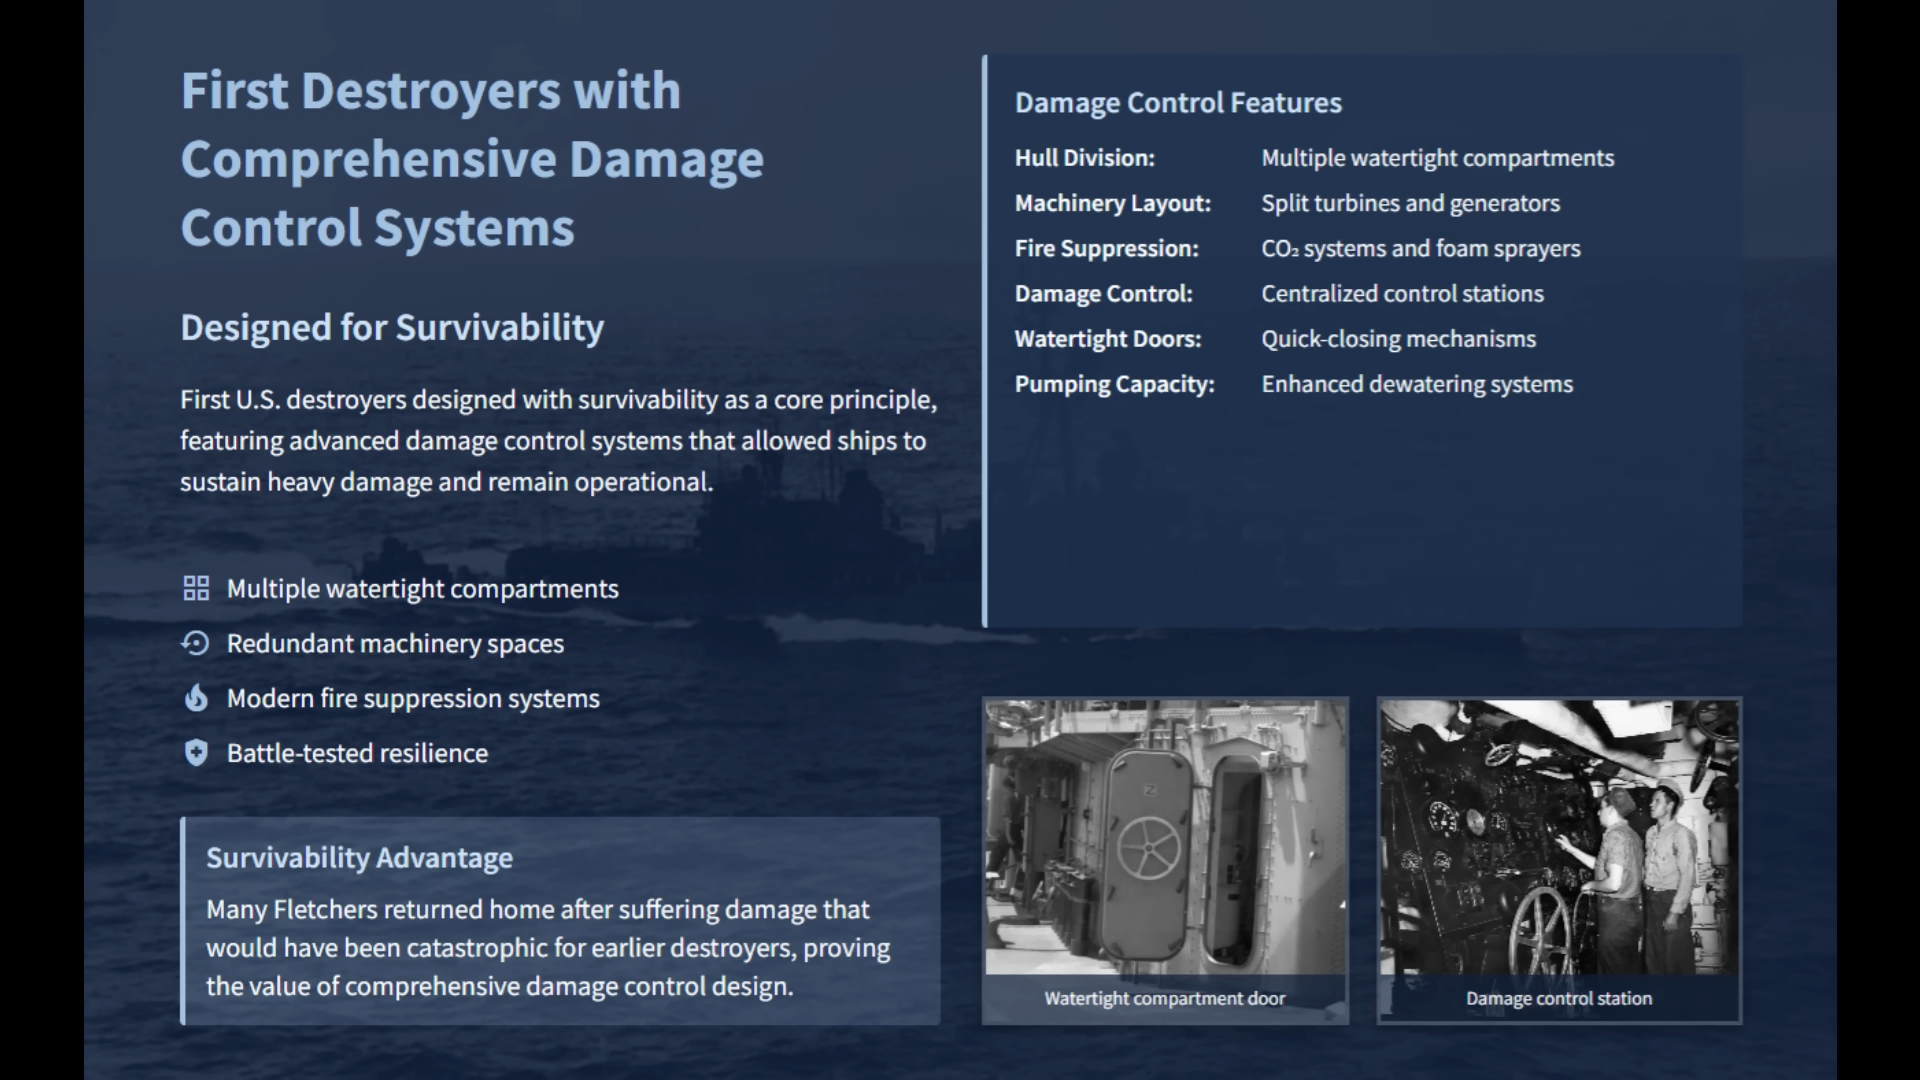 First Destroyers with
Comprehensive Damage
Control Systems
Designed for Survivability
First U.S. destroyers designed with survivability as a core principle,
featuring advanced damage control systems that allowed ships to
sustain heavy damage and remain operational.
Multiple watertight compartments
Redundant machinery spaces
Modern fire suppression systems
Battle-tested resilience
Survivability Advantage
Many Fletchers returned home after suffering damage that
would have been catastrophic for earlier destroyers, proving
the value of comprehensive damage control design.
Damage Control Features
Hull Division: Multiple watertight compartments
Machinery Layout: Split turbines and generators
Fire Suppression: CO₂ systems and foam sprayers
Damage Control: Centralized control stations
Watertight Doors: Quick-closing mechanisms
Pumping Capacity: Enhanced dewatering systems
Z
Watertight compartment door
Damage control station